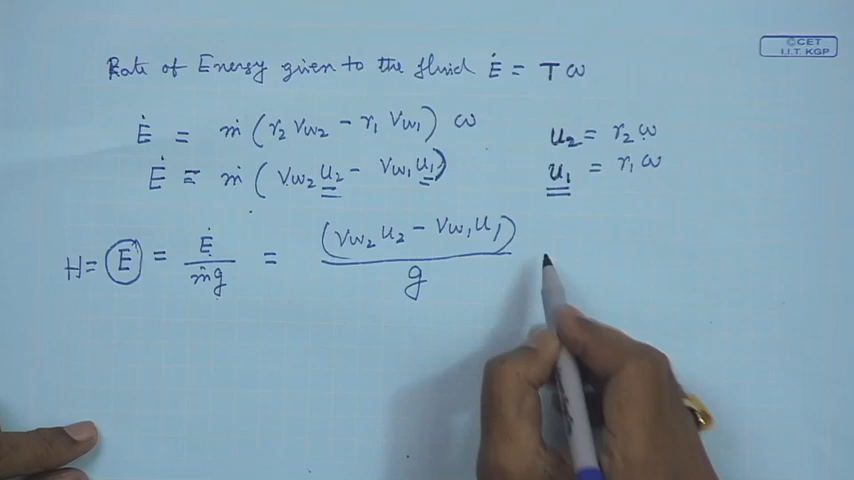 © CET
I.I.T. KGP
Rate of Energy given to the fluid Ė = T ω
Ė = ṁ (r₂ Vw₂ − r₁ Vw₁) ω
u₂ = r₂ ω
Ė = ṁ (Vw₂ u₂ − Vw₁ u₁)
u₁ = r₁ ω
H = E = Ė / ṁg = (Vw₂ u₂ − Vw₁ u₁) / g